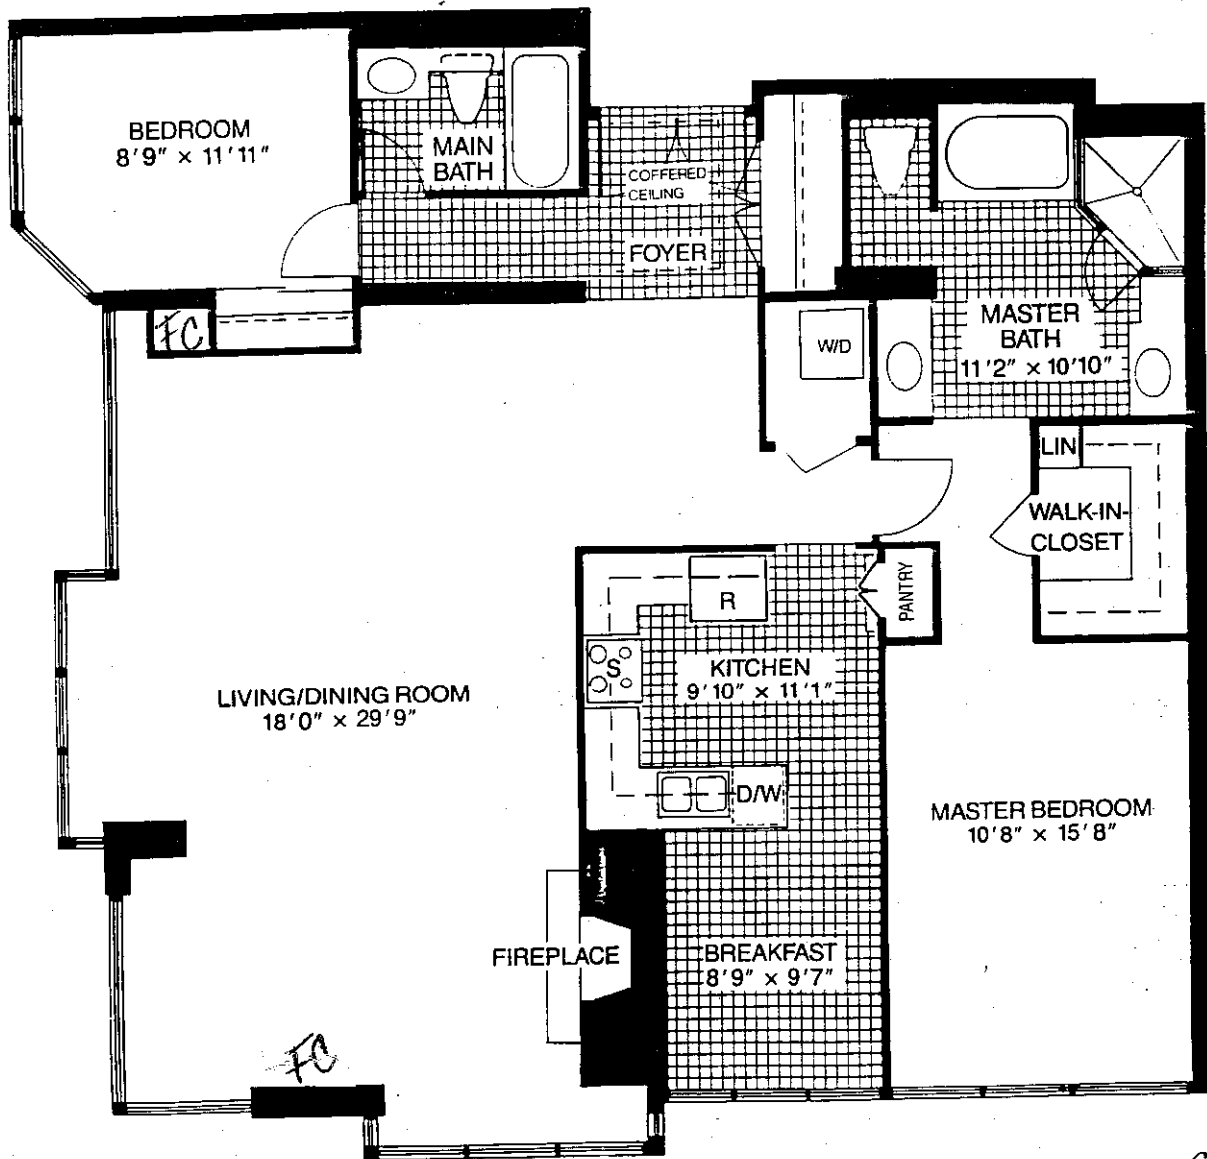 BEDROOM
8'9" × 11'11"
MAIN
BATH
COFFERED
CEILING
FOYER
FC
W/D
MASTER
BATH
11'2" × 10'10"
LIN
WALK-IN-
CLOSET
PANTRY
R
S
KITCHEN
9'10" × 11'1"
LIVING/DINING ROOM
18'0" × 29'9"
D/W
MASTER BEDROOM
10'8" × 15'8"
FIREPLACE
BREAKFAST
8'9" × 9'7"
FC